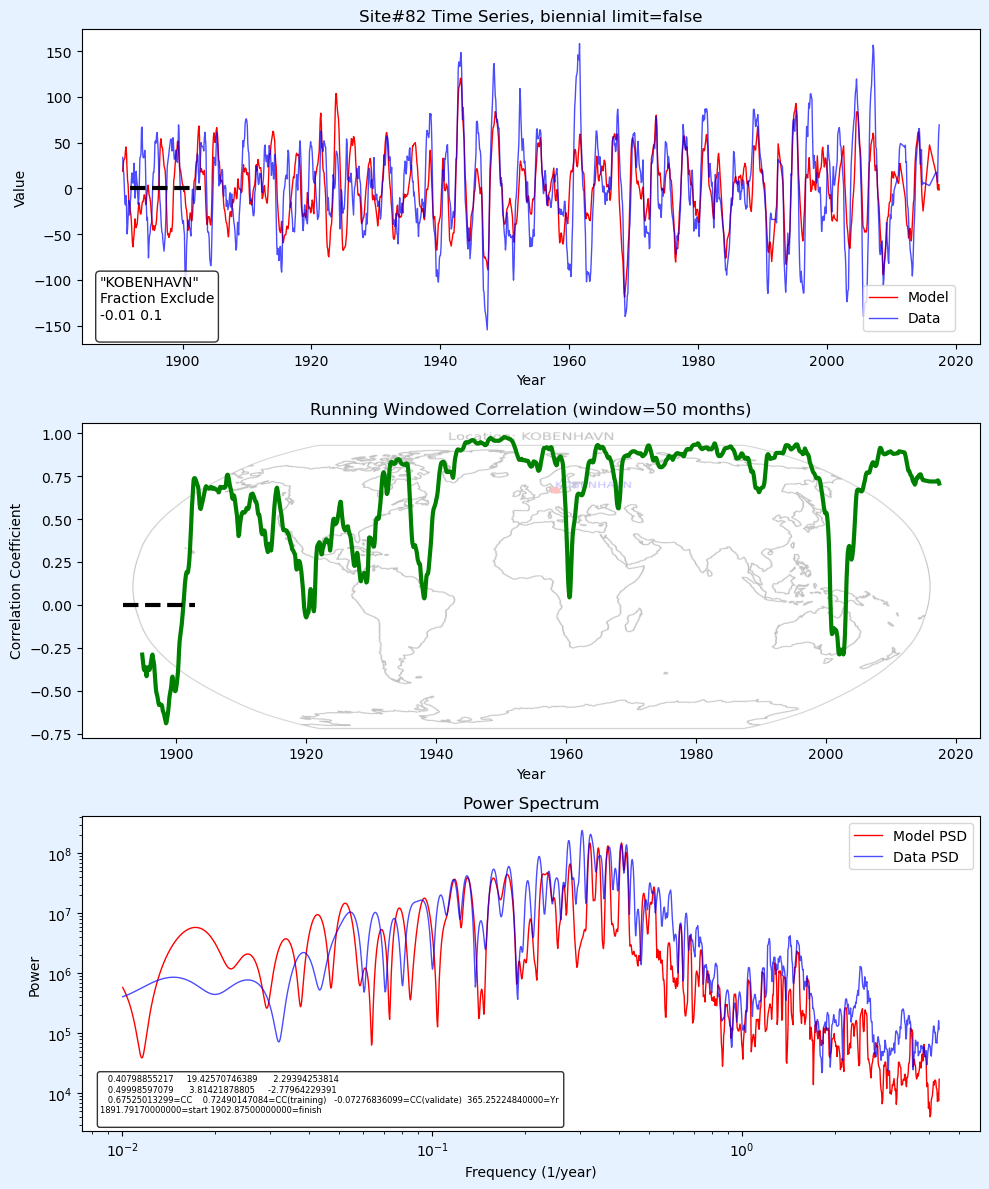 Site#82 Time Series, biennial limit=false
Value
150
100
50
0
−50
−100
−150
"KOBENHAVN"
Fraction Exclude
-0.01 0.1
Model
Data
1900
1920
1940
1960
1980
2000
2020
Year
Running Windowed Correlation (window=50 months)
Correlation Coefficient
1.00
0.75
0.50
0.25
0.00
−0.25
−0.50
−0.75
Location: KOBENHAVN
KOBENHAVN
1900
1920
1940
1960
1980
2000
2020
Year
Power Spectrum
Power
10^8
10^7
10^6
10^5
10^4
Model PSD
Data PSD
0.40798855217 19.42570746389 2.29394253814
0.49998597079 3.81421878805 -2.77964229391
0.67525013299=CC 0.72490147084=CC(training) -0.07276836099=CC(validate) 365.25224840000=Yr
1891.79170000000=start 1902.87500000000=finish
10^−2
10^−1
10^0
Frequency (1/year)